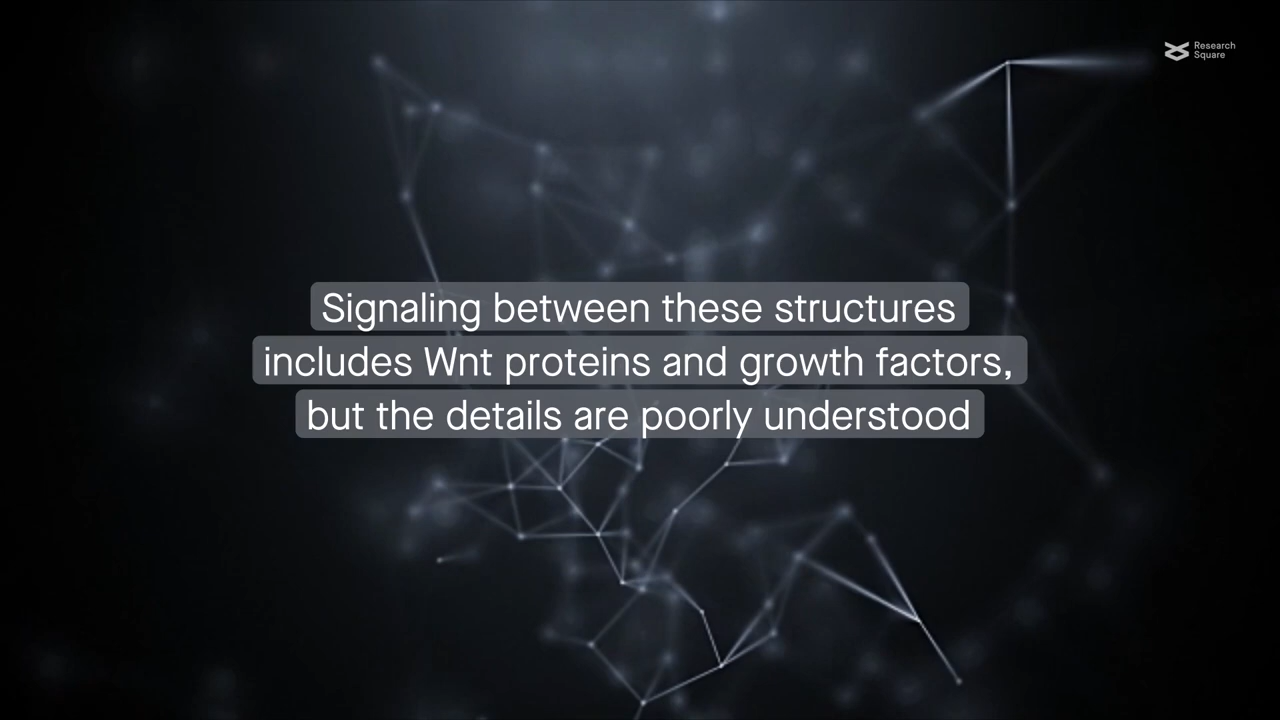 Research
Square
Signaling between these structures
includes Wnt proteins and growth factors,
but the details are poorly understood